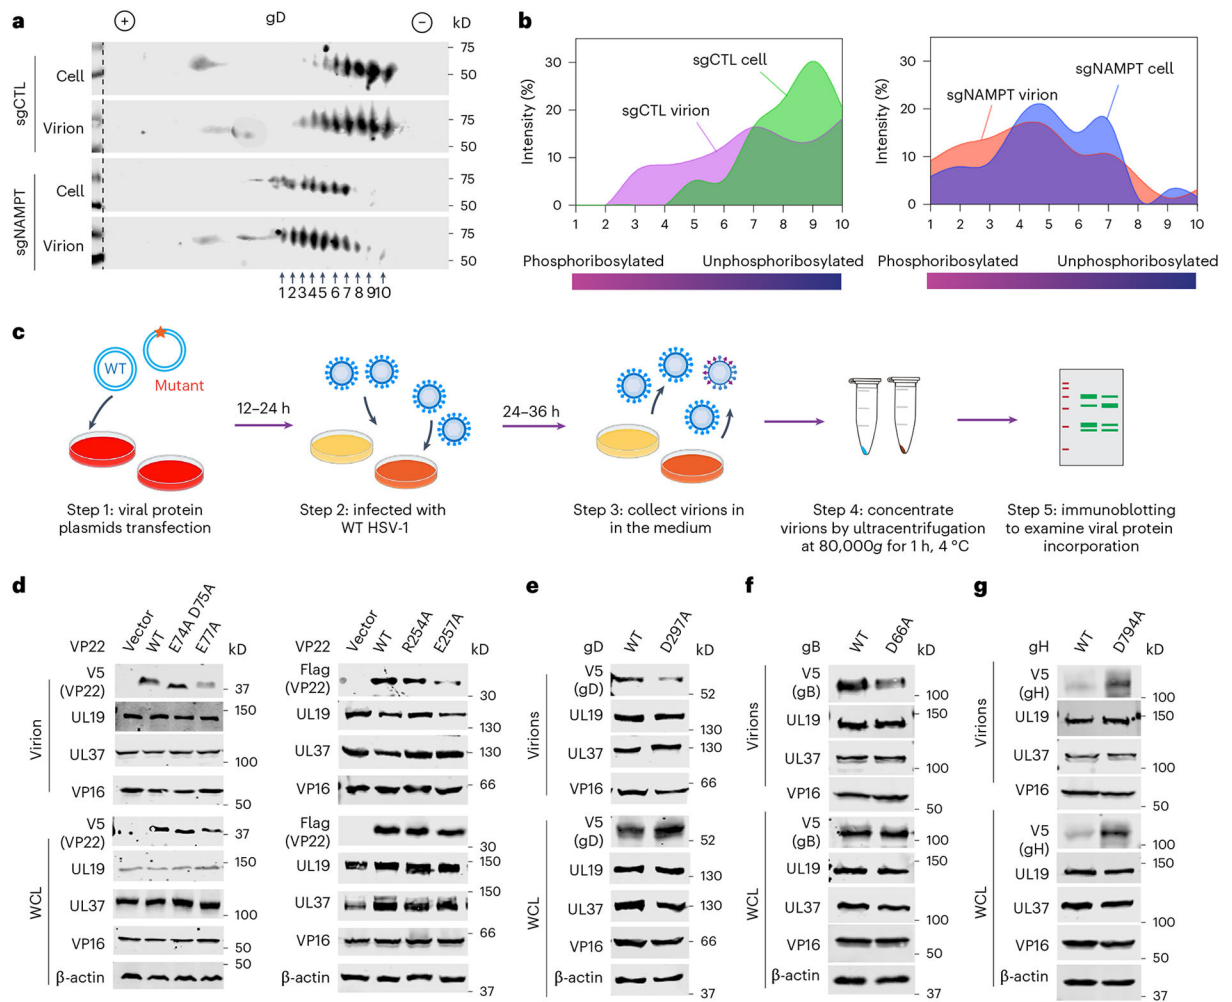 a
+
gD
−
kD
sgCTL
Cell
75
50
Virion
75
50
sgNAMPT
Cell
75
50
Virion
75
50
1 2 3 4 5 6 7 8 9 10
b
Intensity (%)
30
20
10
0
sgCTL cell
sgCTL virion
1 2 3 4 5 6 7 8 9 10
Phosphoribosylated Unphosphoribosylated
Intensity (%)
30
20
10
0
sgNAMPT cell
sgNAMPT virion
1 2 3 4 5 6 7 8 9 10
Phosphoribosylated Unphosphoribosylated
c
WT
Mutant
12–24 h
24–36 h
Step 1: viral protein
plasmids transfection
Step 2: infected with
WT HSV-1
Step 3: collect virions in
in the medium
Step 4: concentrate
virions by ultracentrifugation
at 80,000g for 1 h, 4 °C
Step 5: immunoblotting
to examine viral protein
incorporation
d
VP22 Vector WT E74A D75A E77A kD
Virion
V5
(VP22) 37
UL19 150
UL37 100
VP16 50
WCL
V5
(VP22) 37
UL19 150
UL37 100
VP16 50
β-actin
VP22 Vector WT R254A E257A kD
Flag
(VP22) 30
UL19 130
UL37 130
VP16 66
Flag
(VP22) 30
UL19 150
UL37 150
VP16 66
β-actin 37
e
gD WT D297A kD
Virions
V5
(gD) 52
UL19 130
UL37 130
VP16 66
WCL
V5
(gD) 52
UL19 130
UL37 130
VP16 66
β-actin 37
f
gB WT D66A kD
Virions
V5
(gB) 100
UL19 150
UL37 100
VP16 50
WCL
V5
(gB) 100
UL19 150
UL37 100
VP16 50
β-actin 37
g
gH WT D794A kD
Virions
V5
(gH) 100
UL19 150
UL37 100
VP16 50
WCL
V5
(gH) 100
UL19 150
UL37 100
VP16 50
β-actin 37